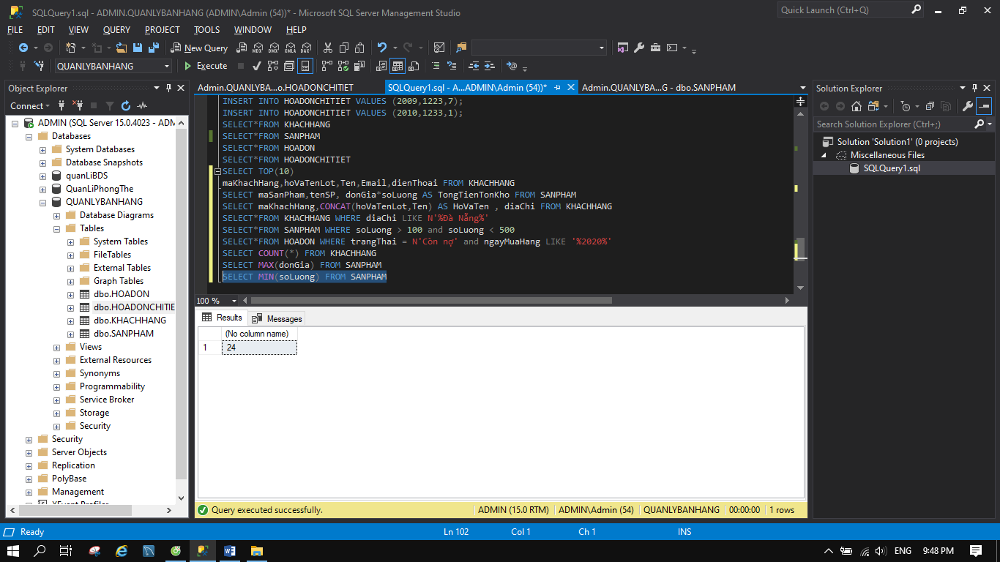 SQLQuery1.sql - ADMIN.QUANLYBANHANG (ADMIN\Admin (54))* - Microsoft SQL Server Management Studio
Quick Launch (Ctrl+Q)
FILE EDIT VIEW QUERY PROJECT TOOLS WINDOW HELP
New Query
MDX DMX XMLA DAX
QUANLYBANHANG
Execute
Object Explorer
Connect
ADMIN (SQL Server 15.0.4023 - ADM
Databases
System Databases
Database Snapshots
quanLiBDS
QuanLiPhongThe
QUANLYBANHANG
Database Diagrams
Tables
System Tables
FileTables
External Tables
Graph Tables
dbo.HOADON
dbo.HOADONCHITIE
dbo.KHACHHANG
dbo.SANPHAM
Views
External Resources
Synonyms
Programmability
Service Broker
Storage
Security
Security
Server Objects
Replication
PolyBase
Management
XEvent Profiler
Admin.QUANLYBA...o.HOADONCHITIET
SQLQuery1.sql - A...ADMIN\Admin (54))*
Admin.QUANLYBA...G - dbo.SANPHAM
INSERT INTO HOADONCHITIET VALUES (2009,1223,7);
INSERT INTO HOADONCHITIET VALUES (2010,1233,1);
SELECT*FROM KHACHHANG
SELECT*FROM SANPHAM
SELECT*FROM HOADON
SELECT*FROM HOADONCHITIET
SELECT TOP(10)
maKhachHang,hoVaTenLot,Ten,Email,dienThoai FROM KHACHHANG
SELECT maSanPham,tenSP, donGia*soLuong AS TongTienTonKho FROM SANPHAM
SELECT maKhachHang,CONCAT(hoVaTenLot,Ten) AS HoVaTen , diaChi FROM KHACHHANG
SELECT*FROM KHACHHANG WHERE diaChi LIKE N'%Đà Nẵng%'
SELECT*FROM SANPHAM WHERE soLuong > 100 and soLuong < 500
SELECT*FROM HOADON WHERE trangThai = N'Còn nợ' and ngayMuaHang LIKE '%2020%'
SELECT COUNT(*) FROM KHACHHANG
SELECT MAX(donGia) FROM SANPHAM
SELECT MIN(soLuong) FROM SANPHAM
100 %
Results Messages
(No column name)
1 24
Query executed successfully.
ADMIN (15.0 RTM) ADMIN\Admin (54) QUANLYBANHANG 00:00:00 1 rows
Solution Explorer
Search Solution Explorer (Ctrl+;)
Solution 'Solution1' (0 projects)
Miscellaneous Files
SQLQuery1.sql
Ready Ln 102 Col 1 Ch 1 INS
ENG 9:48 PM